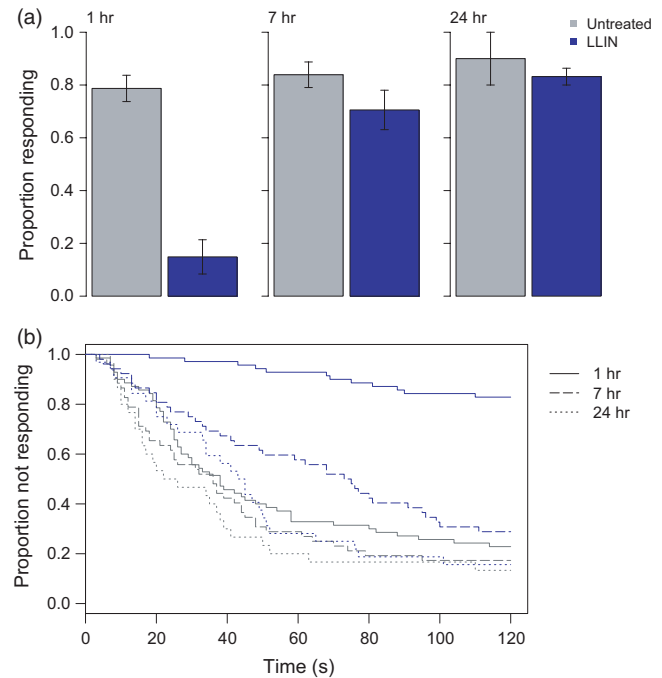 (a) 1 hr 7 hr 24 hr
Untreated
LLIN
Proportion responding
1.0
0.8
0.6
0.4
0.2
0.0
(b)
Proportion not responding
1.0
0.8
0.6
0.4
0.2
0.0
1 hr
7 hr
24 hr
0 20 40 60 80 100 120
Time (s)